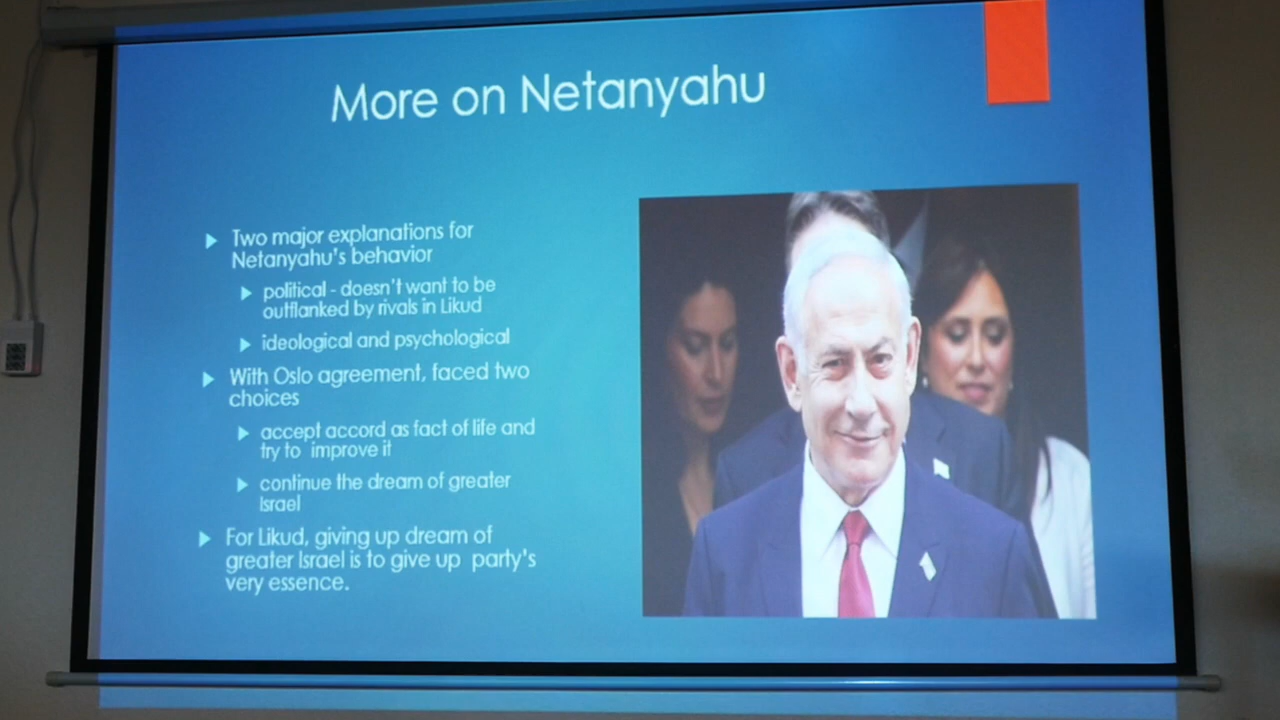 More on Netanyahu
Two major explanations for
Netanyahu's behavior
political - doesn't want to be
outflanked by rivals in Likud
ideological and psychological
With Oslo agreement, faced two
choices
accept accord as fact of life and
try to improve it
continue the dream of greater
Israel
For Likud, giving up dream of
greater Israel is to give up party's
very essence.